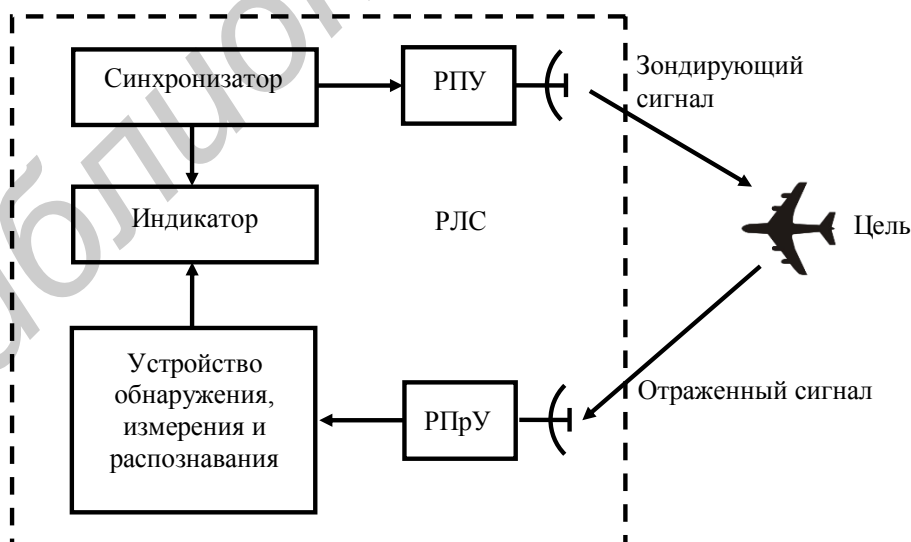 Синхронизатор
РПУ
Зондирующий
сигнал
Индикатор
РЛС
Цель
Устройство
обнаружения,
измерения и
распознавания
РПрУ
Отраженный сигнал